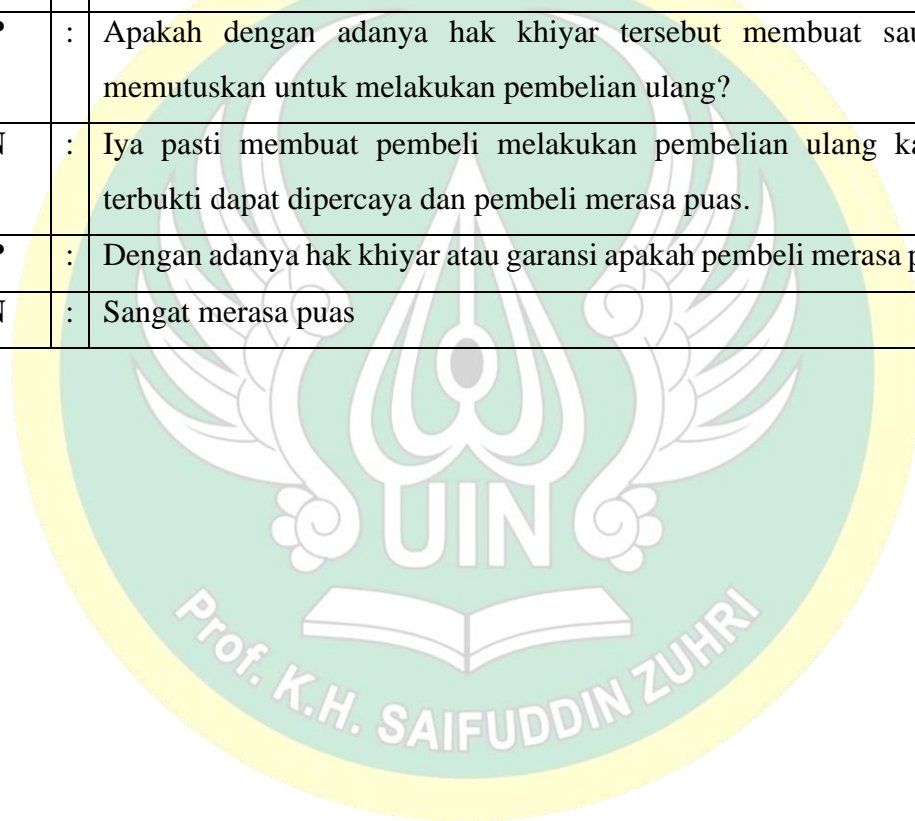 : Apakah dengan adanya hak khiyar tersebut membuat
memutuskan untuk melakukan pembelian ulang?
: Iya pasti membuat pembeli melakukan pembelian ulang
terbukti dapat dipercaya dan pembeli merasa puas.
: Dengan adanya hak khiyar atau garansi apakah pembeli merasa
: Sangat merasa puas
UIN
Prof. K.H. SAIFUDDIN ZUHRI